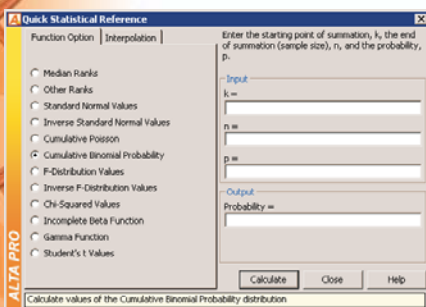 Quick Statistical Reference
Function Option
Interpolation
Median Ranks
Other Ranks
Standard Normal Values
Inverse Standard Normal Values
Cumulative Poisson
Cumulative Binomial Probability
F-Distribution Values
Inverse F-Distribution Values
Chi-Squared Values
Incomplete Beta Function
Gamma Function
Student's t Values
Enter the starting point of summation, k, the end
of summation (sample size), n, and the probability,
p.
Input
k =
n =
p =
Output
Probability =
Calculate
Close
Help
ALTA PRO
Calculate values of the Cumulative Binomial Probability distribution